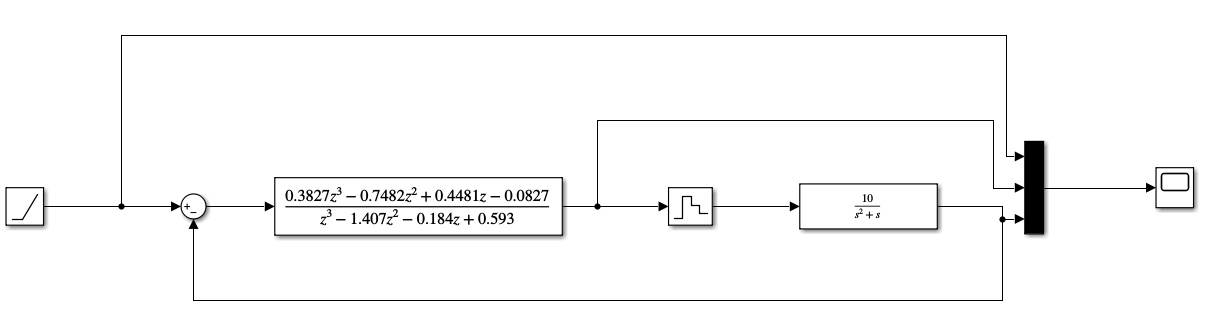 0.3827z³ − 0.7482z² + 0.4481z − 0.0827
z³ − 1.407z² − 0.184z + 0.593
+
−
10
s² + s